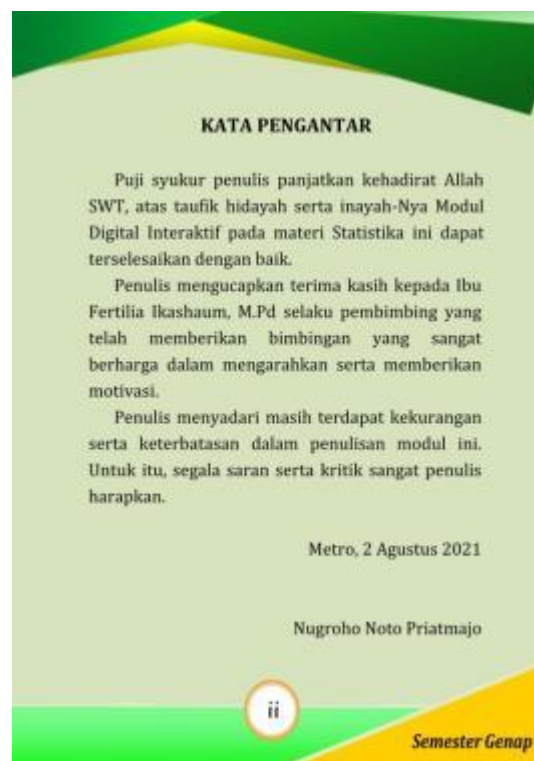 KATA PENGANTAR
Puji syukur penulis panjatkan kehadirat Allah
SWT, atas taufik hidayah serta inayah-Nya Modul
Digital Interaktif pada materi Statistika ini dapat
terselesaikan dengan baik.
Penulis mengucapkan terima kasih kepada Ibu
Fertilia Ikashaum, M.Pd selaku pembimbing yang
telah memberikan bimbingan yang sangat
berharga dalam mengarahkan serta memberikan
motivasi.
Penulis menyadari masih terdapat kekurangan
serta keterbatasan dalam penulisan modul ini.
Untuk itu, segala saran serta kritik sangat penulis
harapkan.
Metro, 2 Agustus 2021
Nugroho Noto Priatmajo
ii
Semester Genap